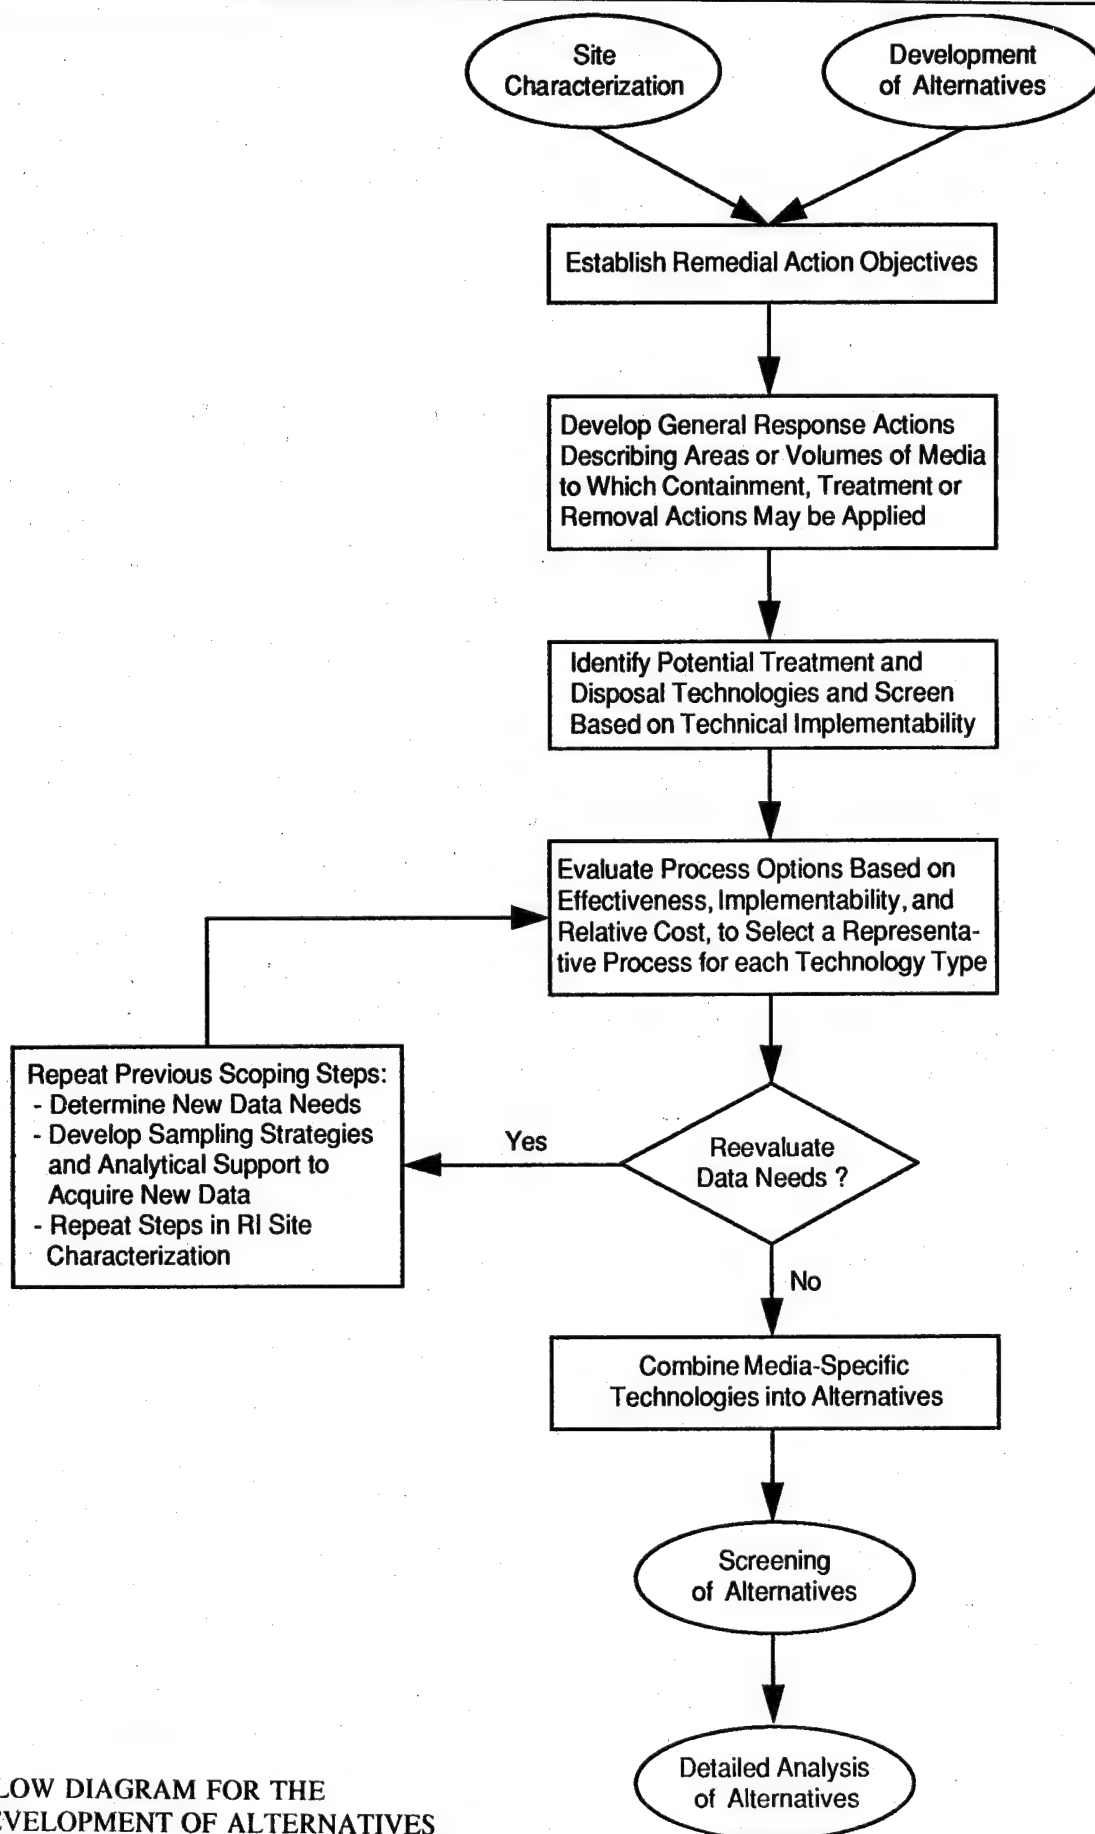 Site
Characterization
Development
of Alternatives
Establish Remedial Action Objectives
Develop General Response Actions
Describing Areas or Volumes of Media
to Which Containment, Treatment or
Removal Actions May be Applied
Identify Potential Treatment and
Disposal Technologies and Screen
Based on Technical Implementability
Evaluate Process Options Based on
Effectiveness, Implementability, and
Relative Cost, to Select a Representa-
tive Process for each Technology Type
Repeat Previous Scoping Steps:
- Determine New Data Needs
- Develop Sampling Strategies
and Analytical Support to
Acquire New Data
- Repeat Steps in RI Site
Characterization
Yes
Reevaluate
Data Needs ?
No
Combine Media-Specific
Technologies into Alternatives
Screening
of Alternatives
Detailed Analysis
of Alternatives
LOW DIAGRAM FOR THE
EVELOPMENT OF ALTERNATIVES